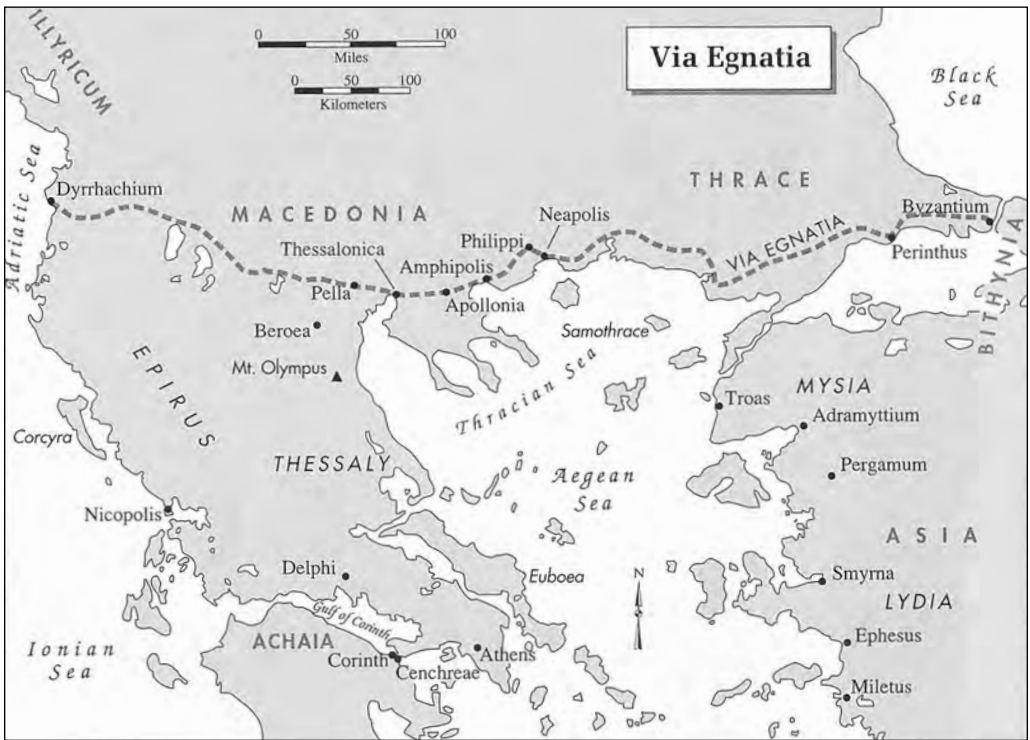 ILLYRICUM
0 50 100
Miles
0 50 100
Kilometers
Via Egnatia
Black
Sea
Adriatic Sea
Dyrrhachium
MACEDONIA
THRACE
Neapolis
Byzantium
Philippi
Thessalonica
VIA EGNATIA
Perinthus
Amphipolis
Pella
Apollonia
BITHYNIA
Beroea
Samothrace
Mt. Olympus
EPIRUS
Thracian Sea
MYSIA
Troas
Adramyttium
Corcyra
THESSALY
Aegean
Sea
Pergamum
Nicopolis
ASIA
Delphi
Euboea
N
Smyrna
LYDIA
Gulf of Corinth
ACHAIA
Ionian
Sea
Corinth
Athens
Cenchreae
Ephesus
Miletus